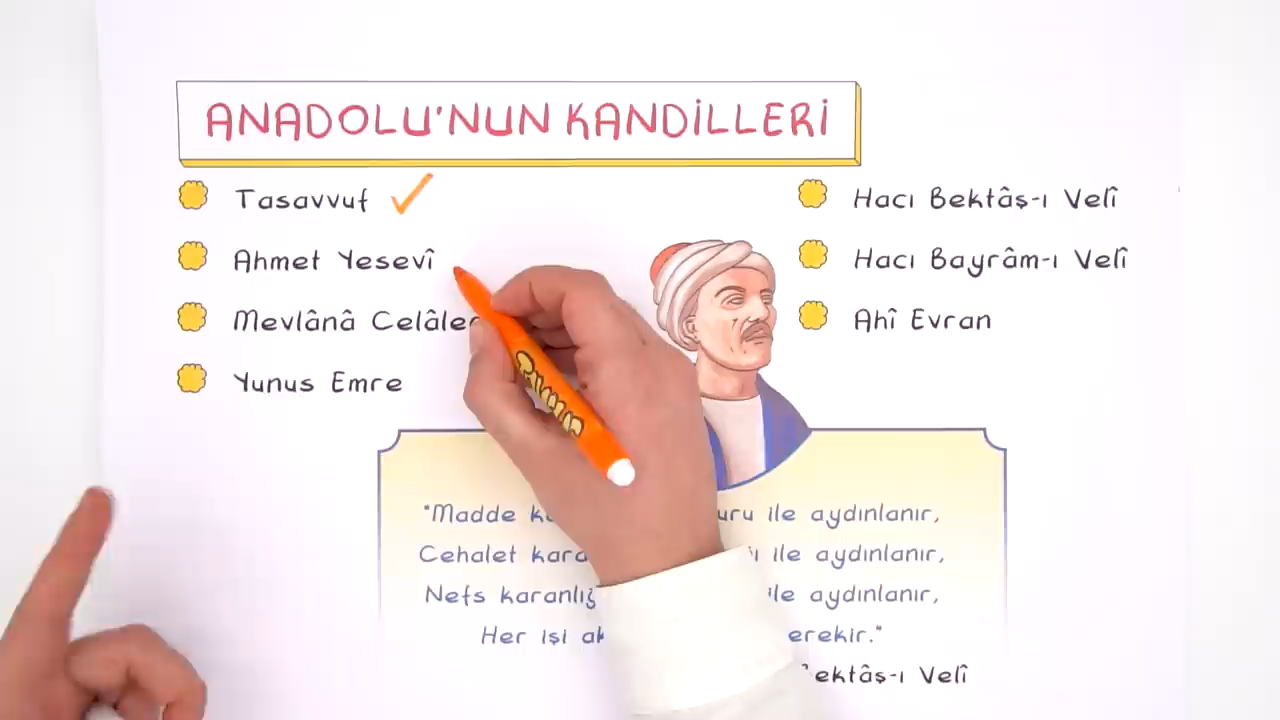 ANADOLU'NUN KANDİLLERİ
Tasavvuf
Ahmet Yesevî
Mevlânâ
Yunus Emre
Hacı Bektâş-ı Velî
Hacı Bayrâm-ı Velî
Ahî Evran
"Madde ile aydınlanır,
Cehalet ile aydınlanır,
Nefs ile aydınlanır,
Her işi
Velî